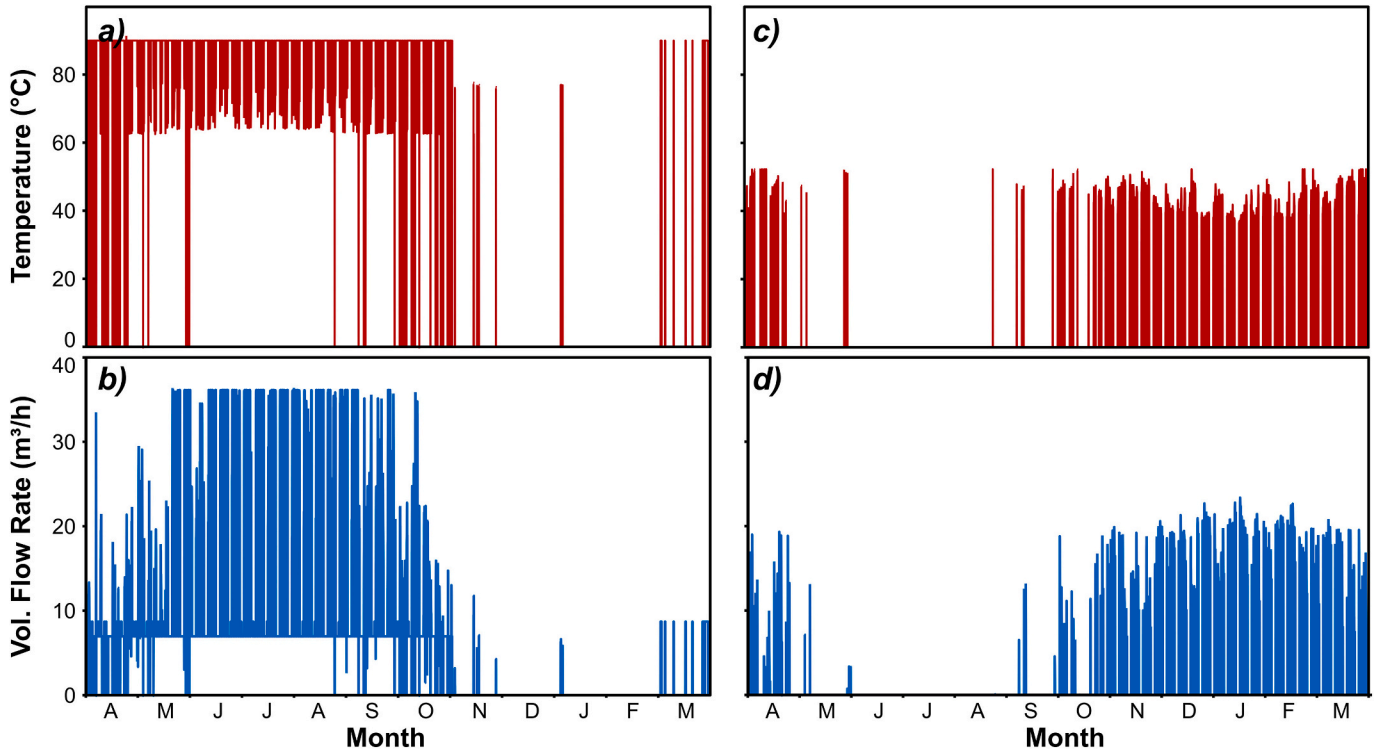 a)
c)
Temperature (°C)
80
60
40
20
0
b)
d)
Vol. Flow Rate (m³/h)
40
30
20
10
0
A M J J A S O N D J F M
A M J J A S O N D J F M
Month
Month